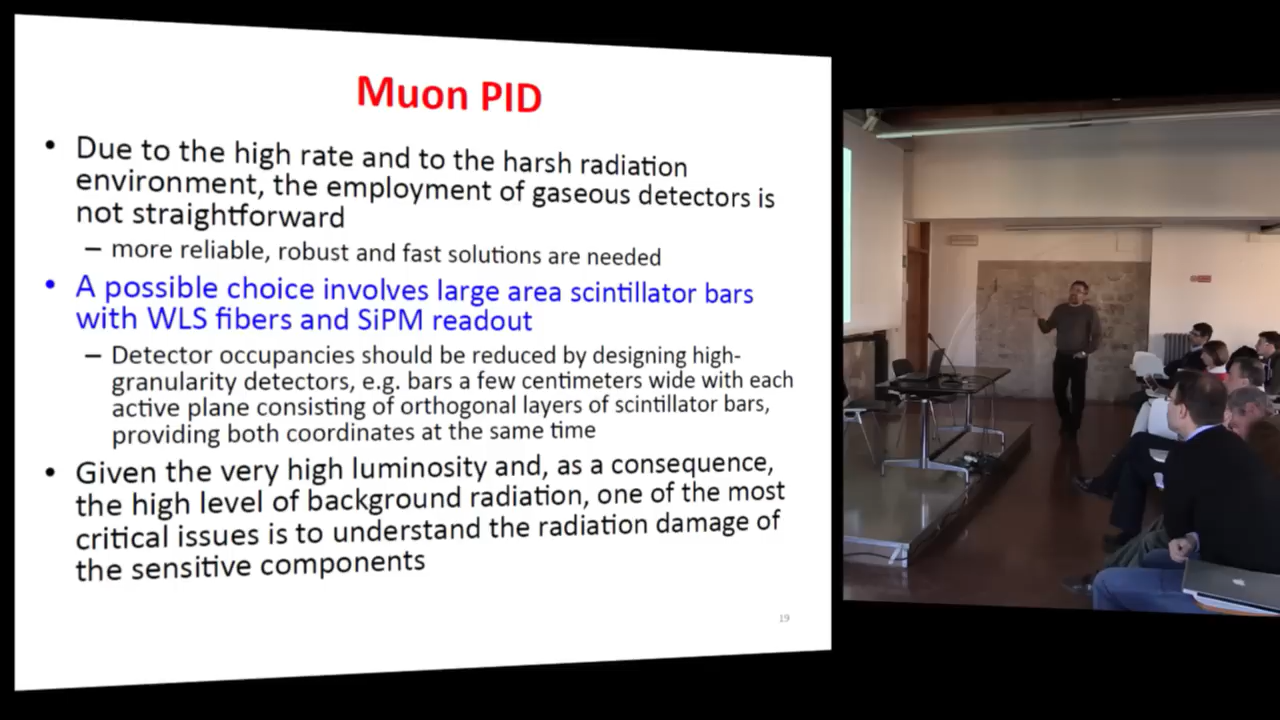 Muon PID
• Due to the high rate and to the harsh radiation
environment, the employment of gaseous detectors is
not straightforward
– more reliable, robust and fast solutions are needed
• A possible choice involves large area scintillator bars
with WLS fibers and SiPM readout
– Detector occupancies should be reduced by designing high-
granularity detectors, e.g. bars a few centimeters wide with each
active plane consisting of orthogonal layers of scintillator bars,
providing both coordinates at the same time
• Given the very high luminosity and, as a consequence,
the high level of background radiation, one of the most
critical issues is to understand the radiation damage of
the sensitive components
19